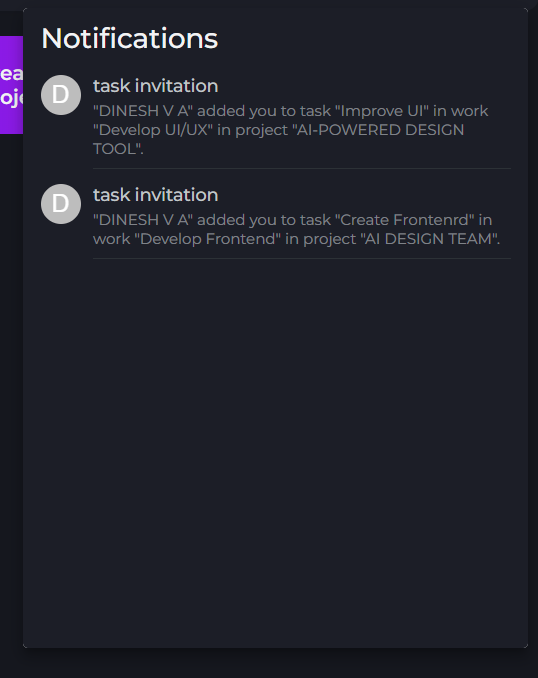 Notifications
D
task invitation
"DINESH V A" added you to task "Improve UI" in work
"Develop UI/UX" in project "AI-POWERED DESIGN
TOOL".
D
task invitation
"DINESH V A" added you to task "Create Frontenrd" in
work "Develop Frontend" in project "AI DESIGN TEAM".